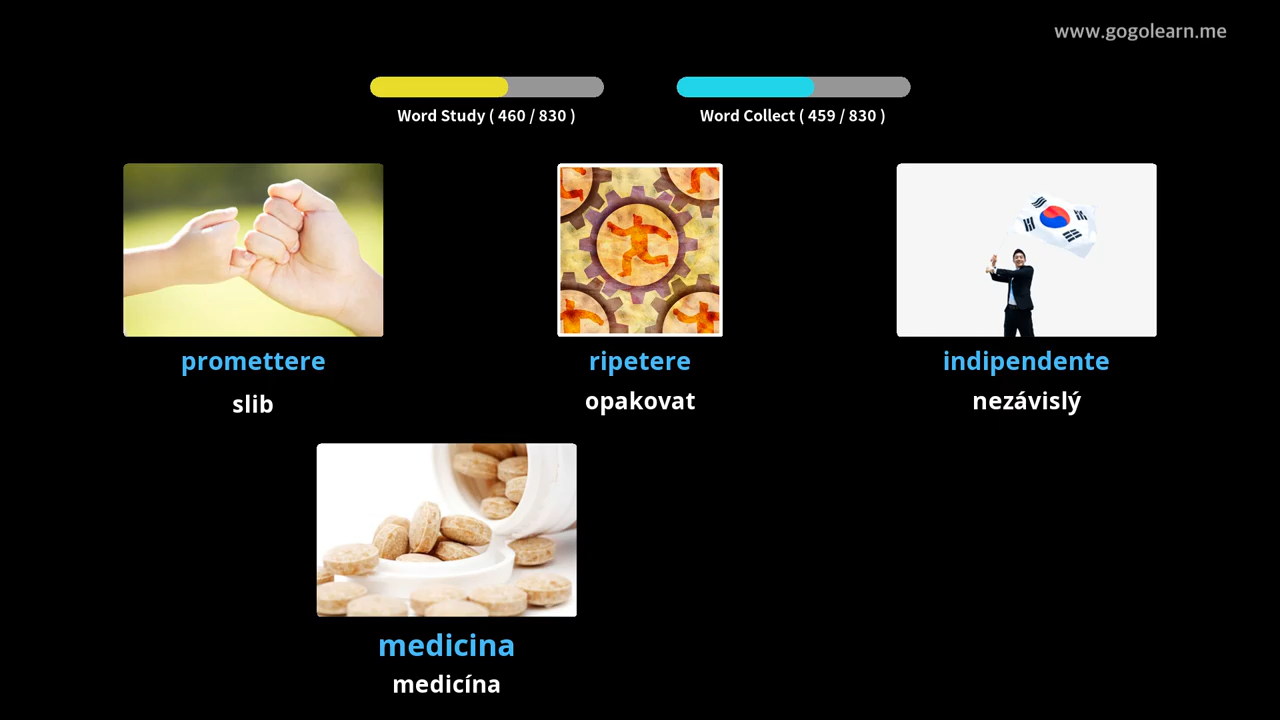 www.gogolearn.me
Word Study ( 460 / 830 )
Word Collect ( 459 / 830 )
promettere
slib
ripetere
opakovat
indipendente
nezávislý
medicina
medicína